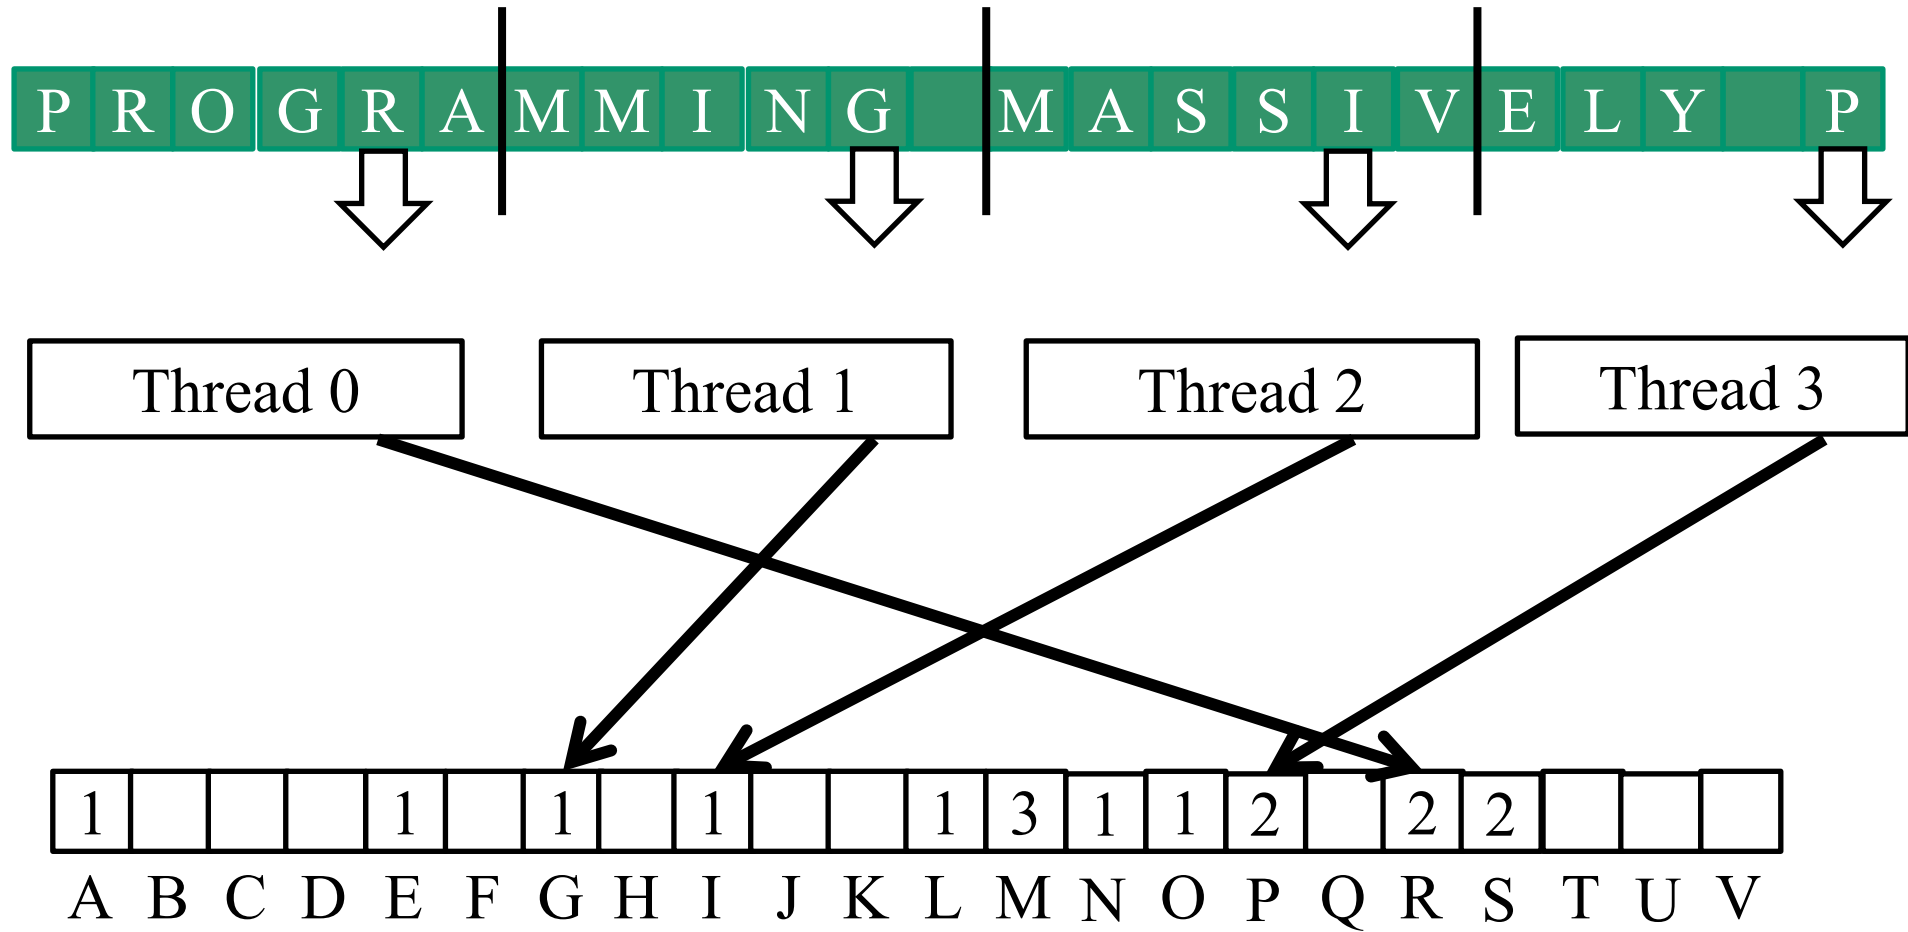 P R O G R A M M I N G M A S S I V E L Y P
Thread 0 Thread 1 Thread 2 Thread 3
1 1 1 1 1 3 1 1 2 2 2
A B C D E F G H I J K L M N O P Q R S T U V